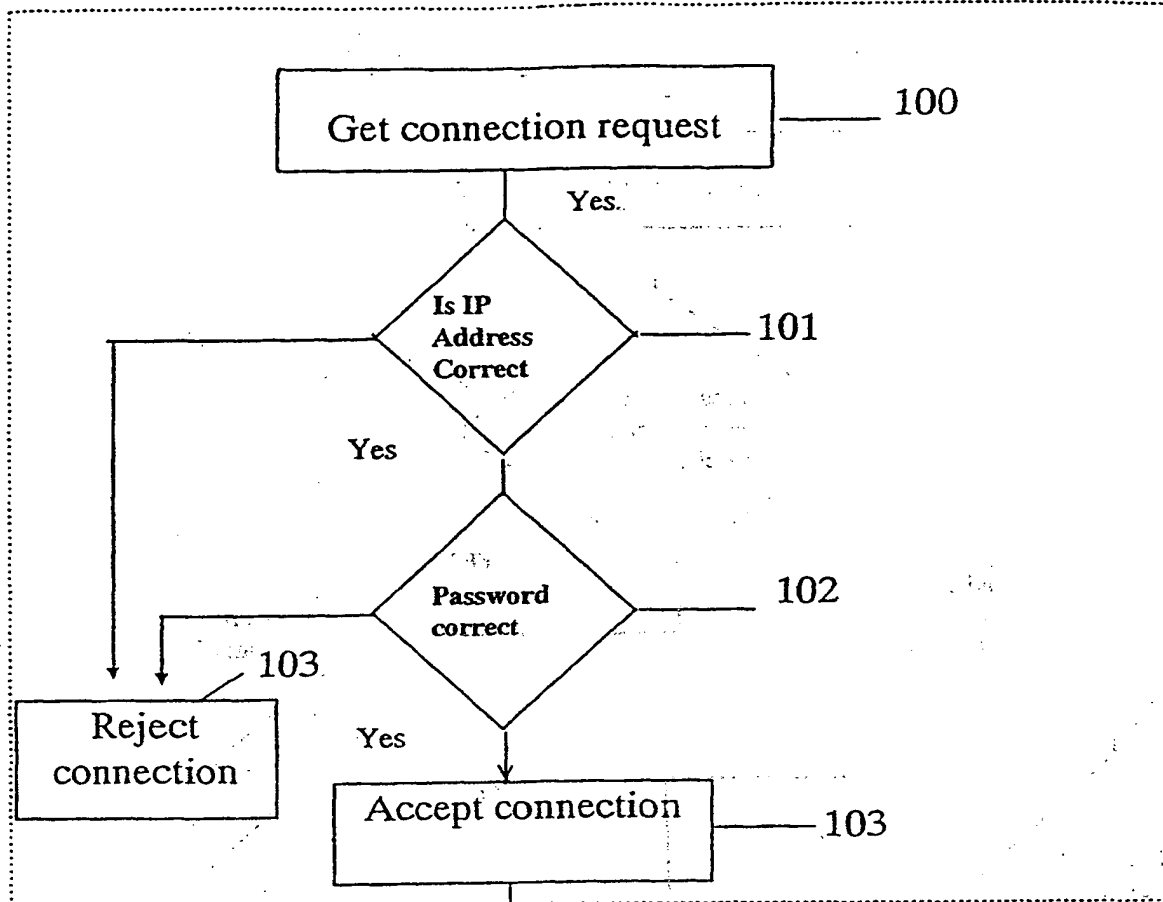 Get connection request
100
Yes.
Is IP
Address
Correct
101
Yes
Password
correct
102
103
Reject
connection
Yes
Accept connection
103